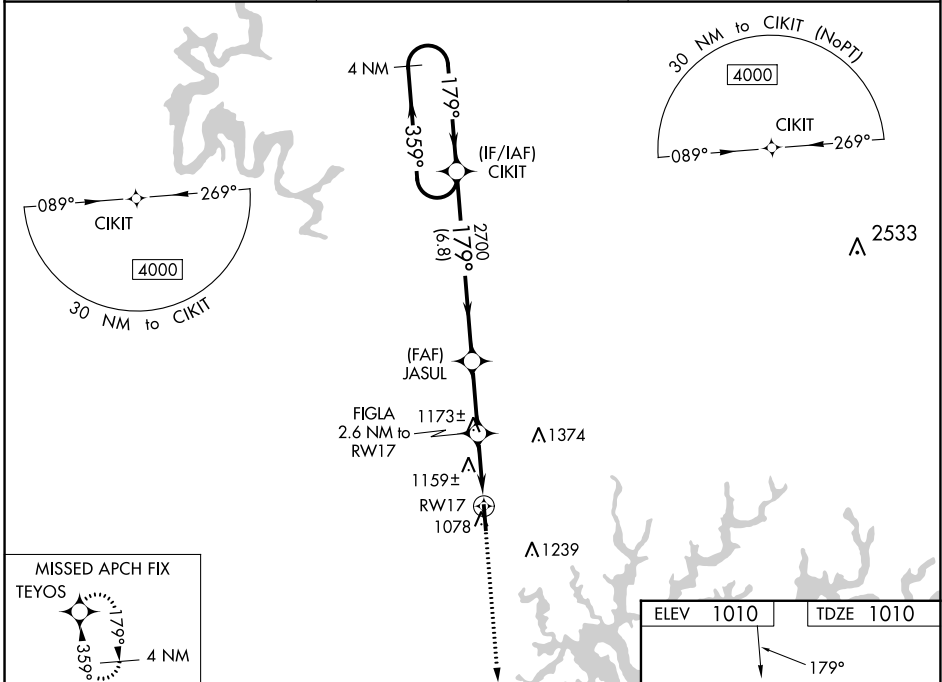 4 NM
179°
359°
(IF/IAF)
CIKIT
2700
179°
(6.8)
30 NM to CIKIT (NoPT)
4000
CIKIT
089°
269°
2533
089°
269°
CIKIT
4000
30 NM to CIKIT
(FAF)
JASUL
FIGLA
2.6 NM to
RW17
1173±
1374
1159±
RW17
1078
1239
MISSED APCH FIX
TEYOS
179°
359°
4 NM
ELEV 1010
TDZE 1010
179°